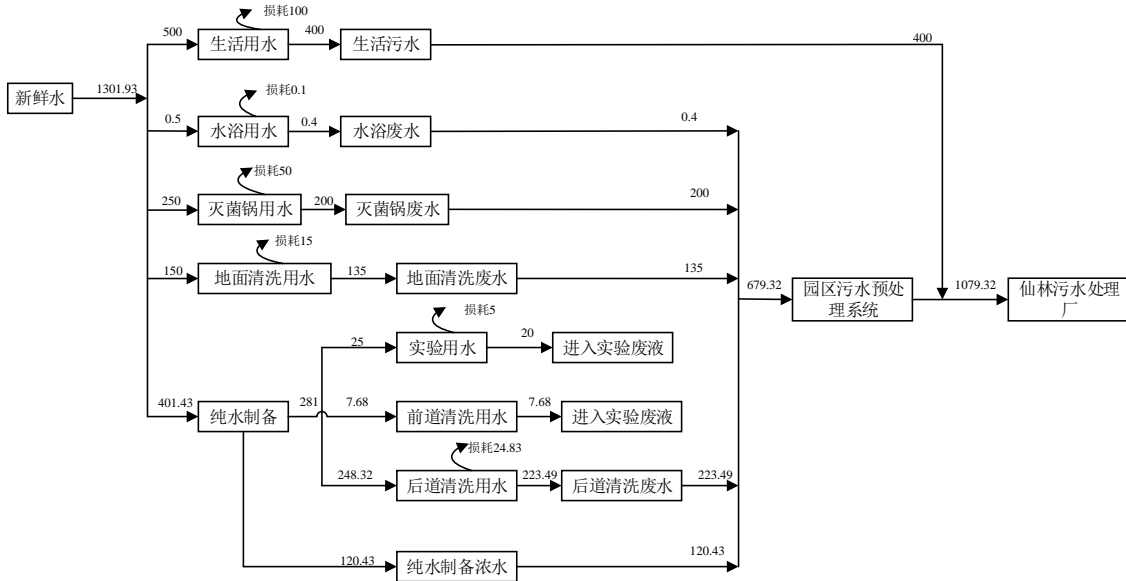 损耗100
500
生活用水
400
生活污水
400
新鲜水
1301.93
损耗0.1
0.5
水浴用水
0.4
水浴废水
0.4
损耗50
250
灭菌锅用水
200
灭菌锅废水
200
损耗15
150
地面清洗用水
135
地面清洗废水
135
679.32
园区污水预处
理系统
1079.32
仙林污水处理
厂
损耗5
25
实验用水
20
进入实验废液
401.43
纯水制备
281
7.68
前道清洗用水
7.68
进入实验废液
损耗24.83
248.32
后道清洗用水
223.49
后道清洗废水
223.49
120.43
纯水制备浓水
120.43